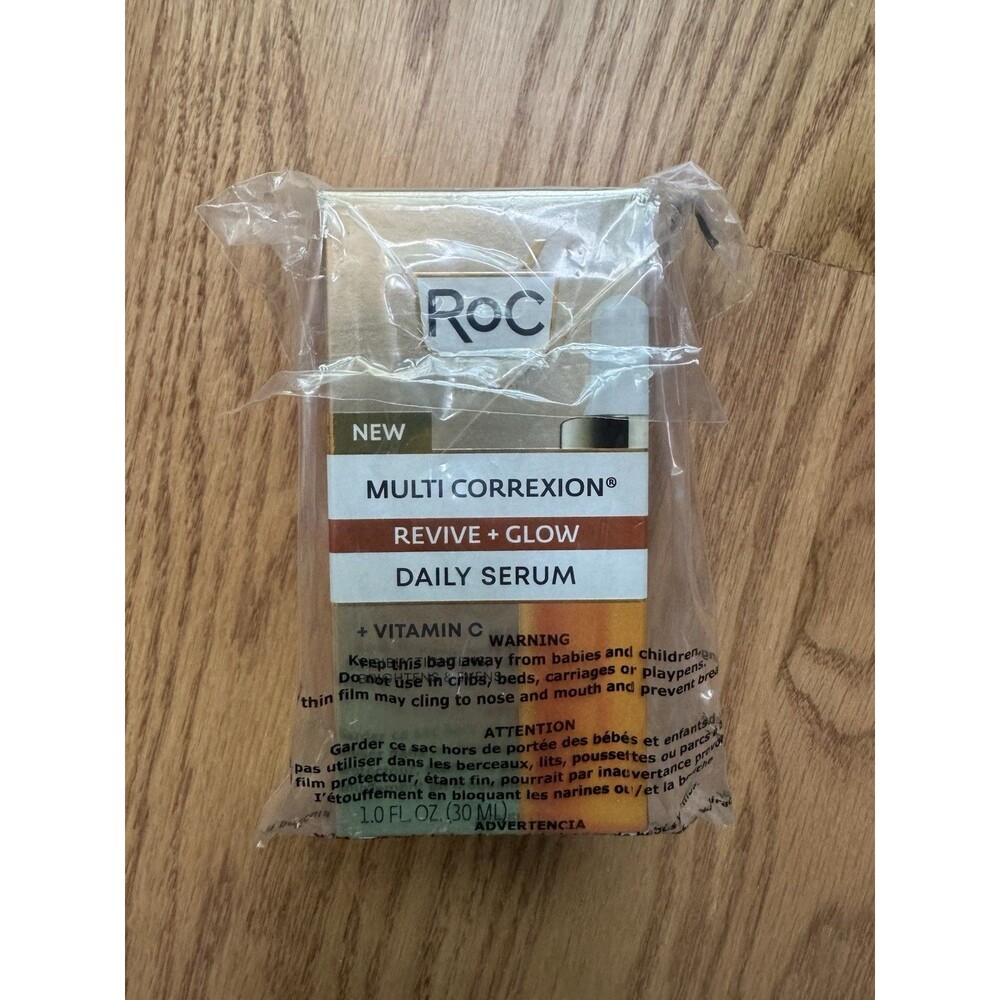 RoC
NEW
MULTI CORREXION®
REVIVE + GLOW
DAILY SERUM
+ VITAMIN C
WARNING
Keep this bag away from babies and children,
BRIGHTENS & EVENS
Do not use in cribs, beds, carriages or playpens.
thin film may cling to nose and mouth and prevent brea
ATTENTION
Garder ce sac hors de portée des bébés et enfants
pas utiliser dans les berceaux, lits, poussettes ou parcs à
film protectour, étant fin, pourrait par inadvertance
I'étouffement en bloquant les narines ou/et la bouche
1.0 FL. OZ. (30 ML)
ADVERTENCIA